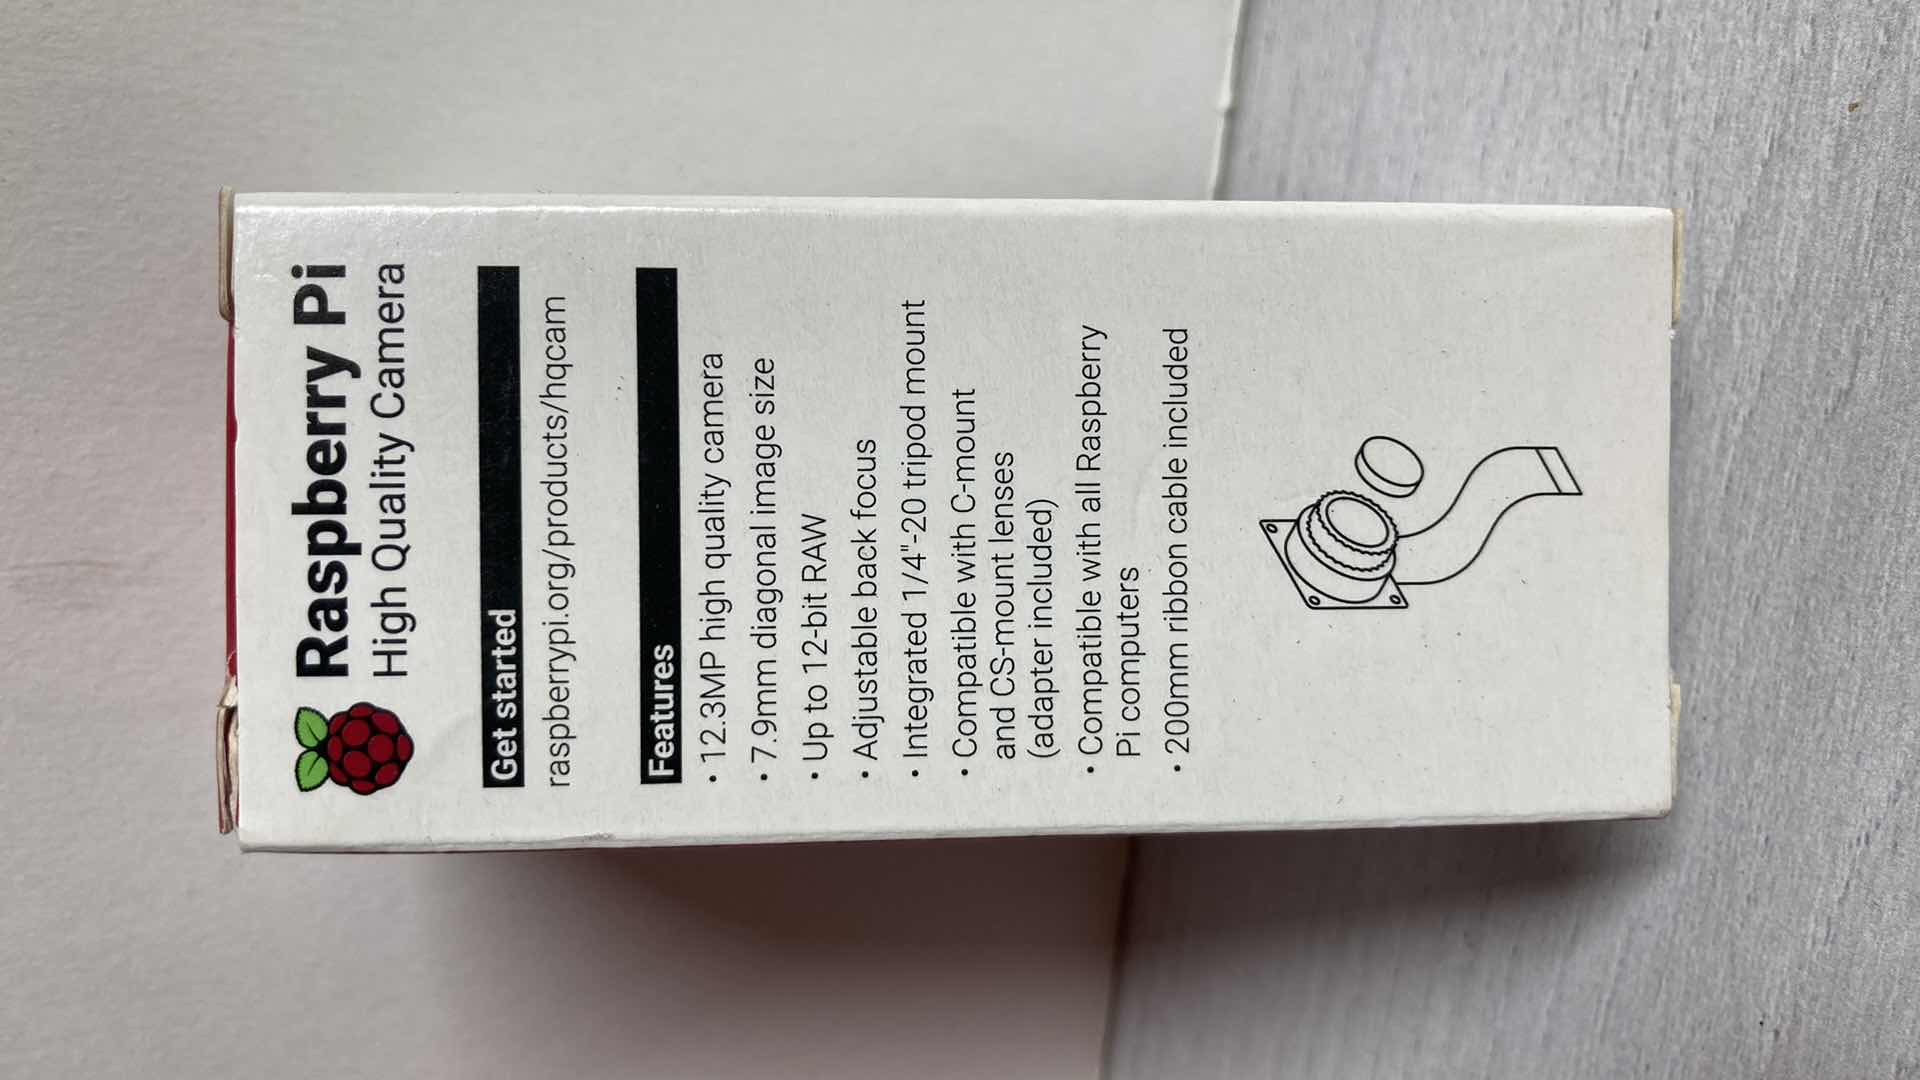 Raspberry Pi
High Quality Camera
Get started
raspberrypi.org/products/hqcam
Features
• 12.3MP high quality camera
• 7.9mm diagonal image size
• Up to 12-bit RAW
• Adjustable back focus
• Integrated 1/4"-20 tripod mount
• Compatible with C-mount
and CS-mount lenses
(adapter included)
• Compatible with all Raspberry
Pi computers
• 200mm ribbon cable included